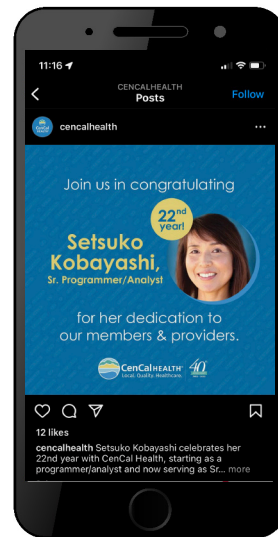 11:16
CENCALHEALTH
Posts
Follow
cencalhealth
Join us in congratulating
22nd
year!
Setsuko
Kobayashi,
Sr. Programmer/Analyst
for her dedication to
our members & providers.
CenCalHEALTH
Local. Quality. Healthcare.
40
12 likes
cencalhealth Setsuko Kobayashi celebrates her
22nd year with CenCal Health, starting as a
programmer/analyst and now serving as Sr... more